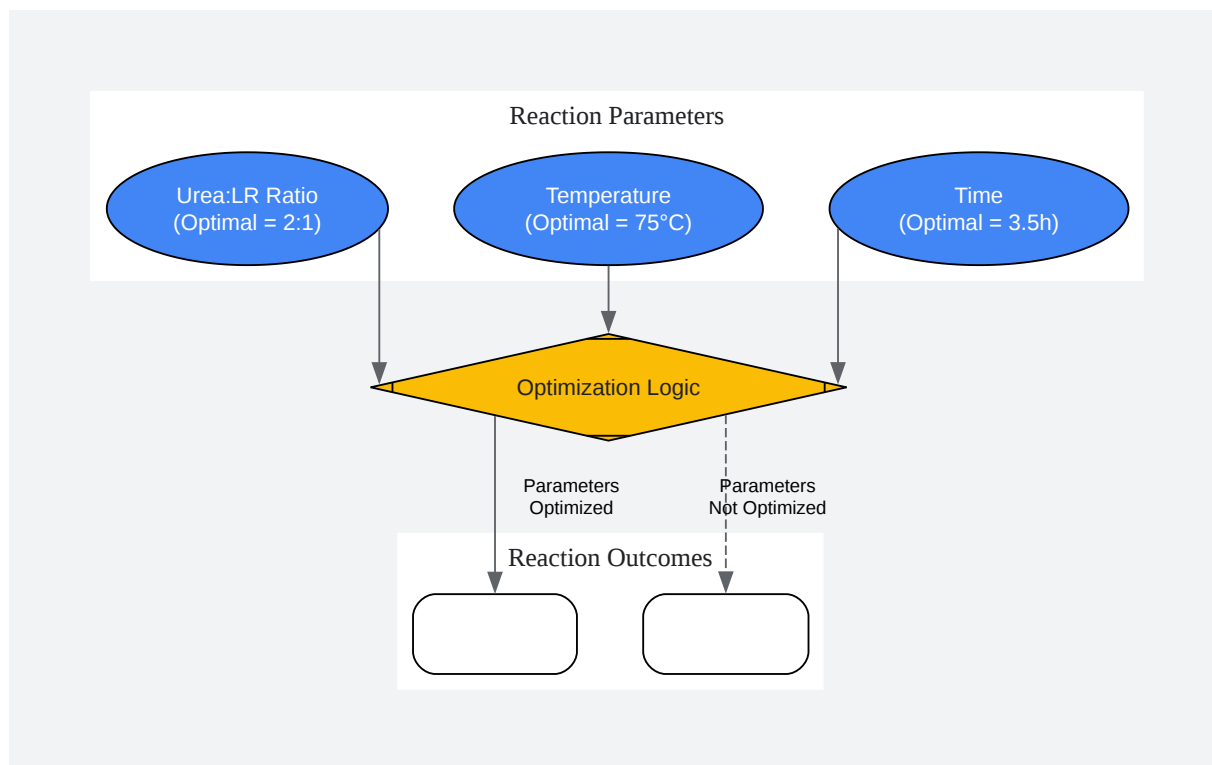 Reaction Parameters
Urea:LR Ratio
(Optimal = 2:1)
Temperature
(Optimal = 75°C)
Time
(Optimal = 3.5h)
Optimization Logic
Parameters
Optimized
Parameters
Not Optimized
Reaction Outcomes